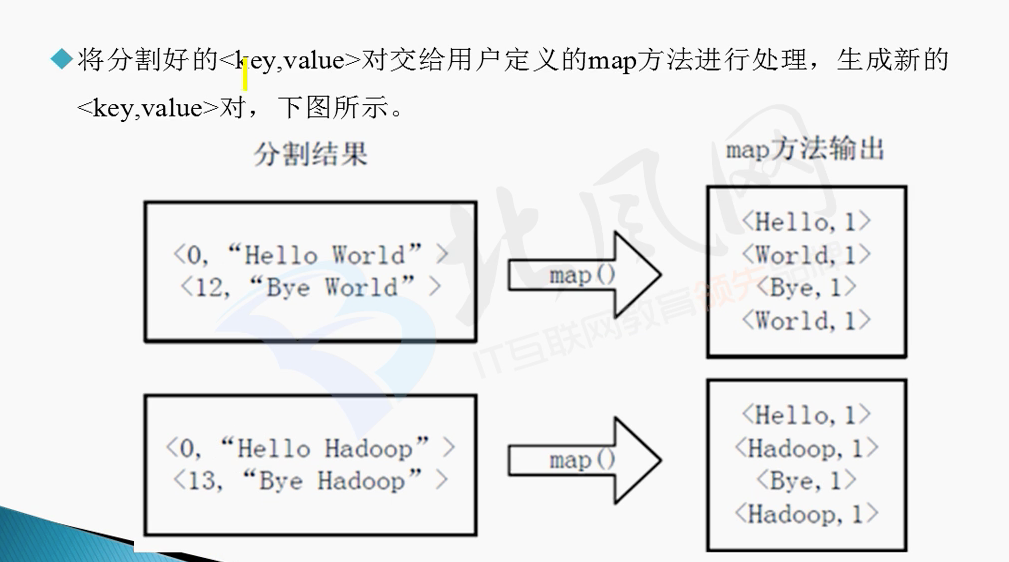 将分割好的<key,value>对交给用户定义的map方法进行处理，生成新的
<key,value>对，下图所示。
分割结果
map方法输出
<0, “Hello World” >
<12, “Bye World” >
map()
<Hello,1>
<World,1>
<Bye,1>
<World,1>
<0, “Hello Hadoop” >
<13, “Bye Hadoop” >
map()
<Hello,1>
<Hadoop,1>
<Bye,1>
<Hadoop,1>
北风网
IT互联网教育领先品牌